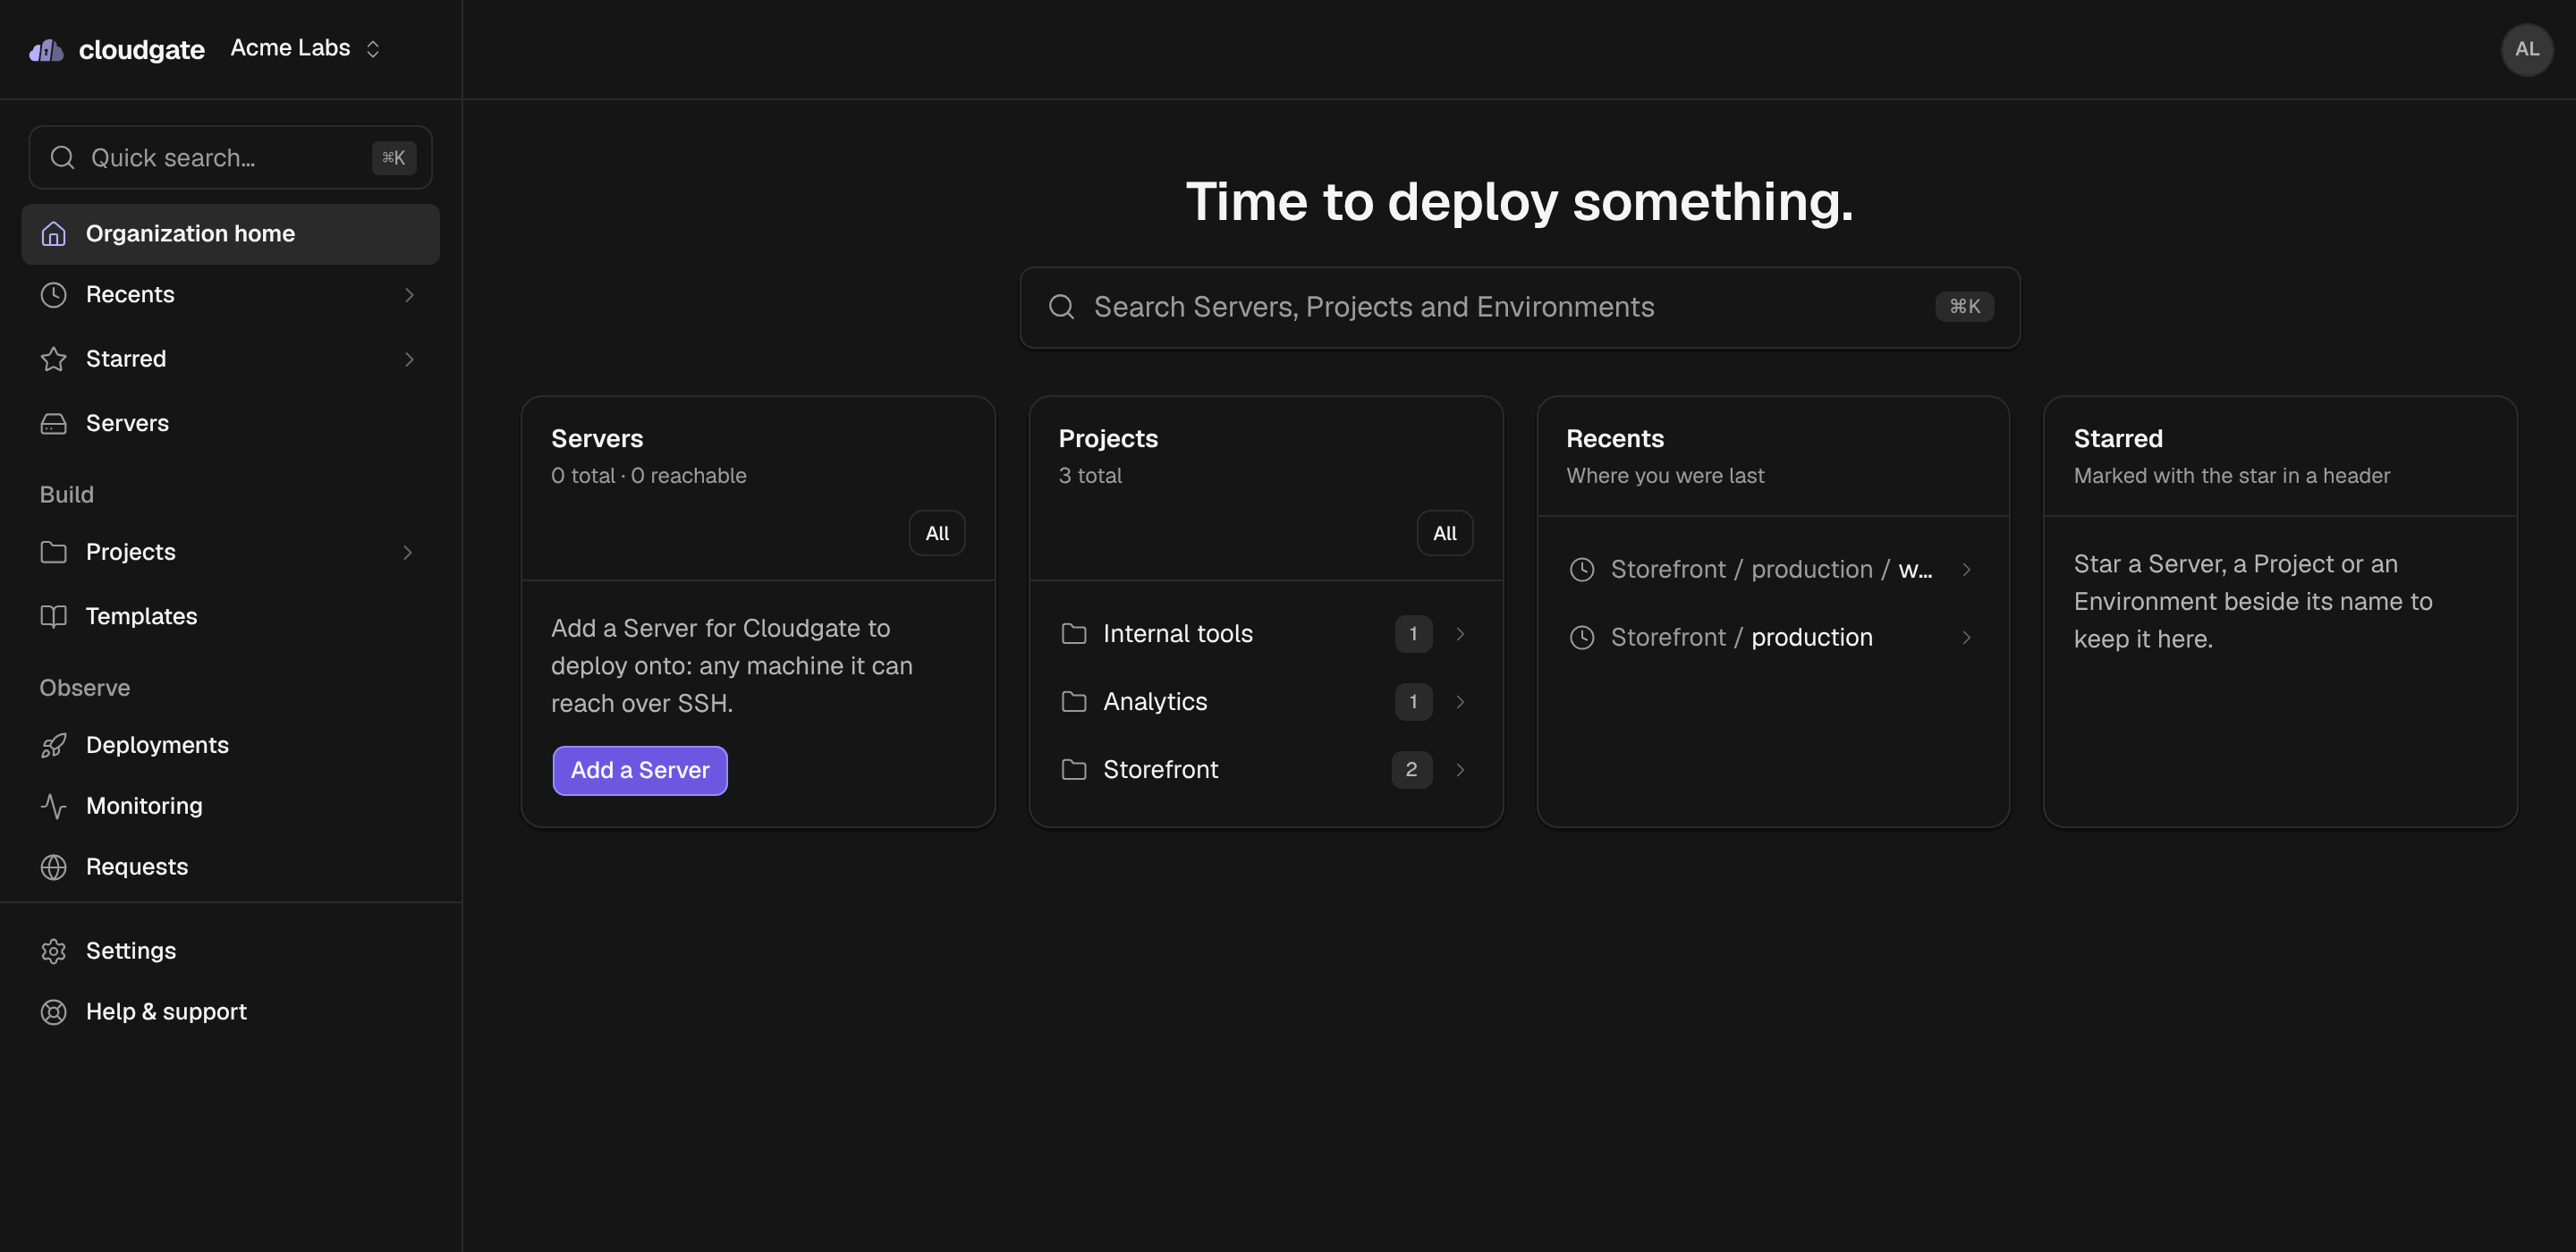 cloudgate Acme Labs
AL
Quick search... ⌘K
Organization home
Recents
Starred
Servers
Build
Projects
Templates
Observe
Deployments
Monitoring
Requests
Settings
Help & support
Time to deploy something.
Search Servers, Projects and Environments ⌘K
Servers
0 total · 0 reachable
All
Add a Server for Cloudgate to
deploy onto: any machine it can
reach over SSH.
Add a Server
Projects
3 total
All
Internal tools 1
Analytics 1
Storefront 2
Recents
Where you were last
Storefront / production / w...
Storefront / production
Starred
Marked with the star in a header
Star a Server, a Project or an
Environment beside its name to
keep it here.